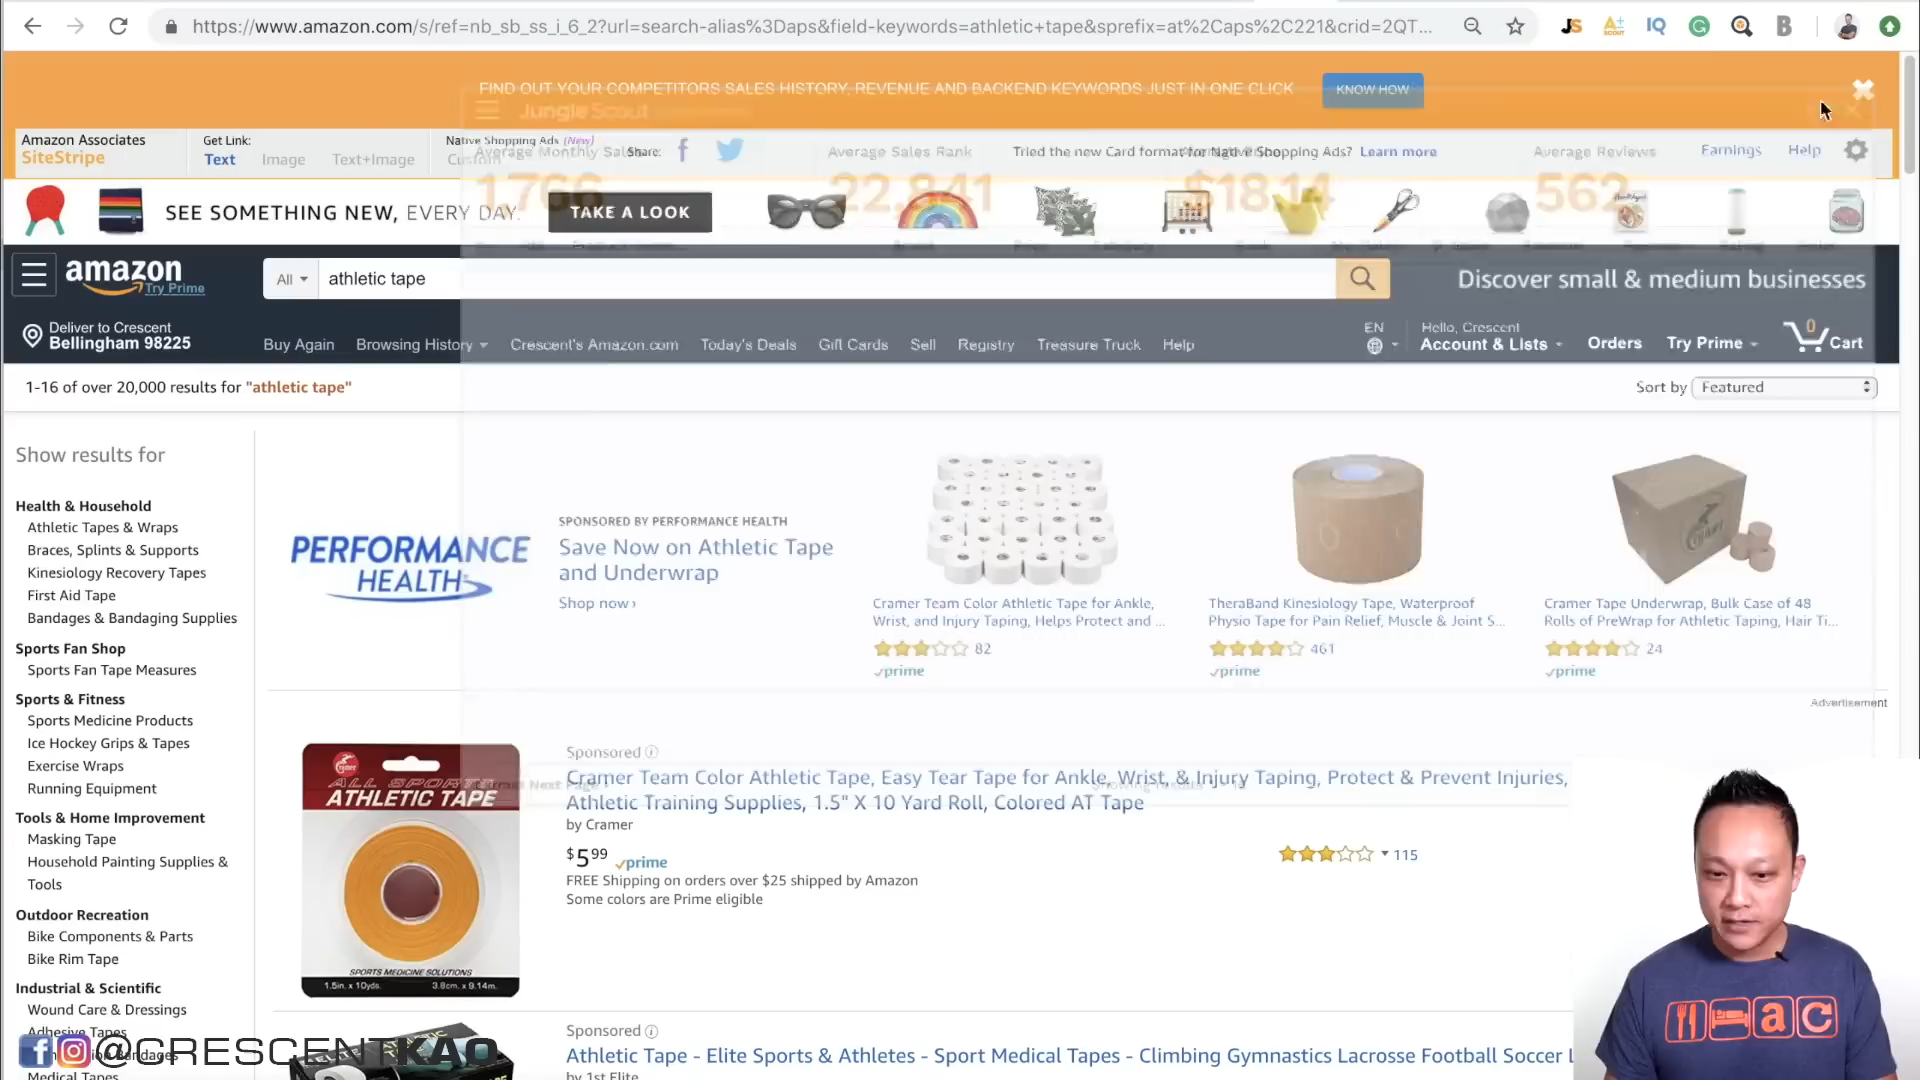 https://www.amazon.com/s/ref=nb_sb_ss_i_6_2?url=search-alias%3Daps&field-keywords=athletic+tape&sprefix=at%2Caps%2C221&crid=2QT...
JS
IQ
B
FIND OUT YOUR COMPETITORS SALES HISTORY, REVENUE AND BACKEND KEYWORDS JUST IN ONE CLICK
KNOW HOW
Jungle Scout
Amazon Associates
SiteStripe
Get Link:
Text
Image
Text+Image
Native Shopping Ads (New)
Custom
Share:
Tried the new Card format for Native Shopping Ads? Learn more
Earnings
Help
Average Monthly Sales
1,766
Average Sales Rank
22,841
$18.14
Average Reviews
562
SEE SOMETHING NEW, EVERY DAY.
TAKE A LOOK
amazon
Try Prime
All
athletic tape
Discover small & medium businesses
Deliver to Crescent
Bellingham 98225
Buy Again
Browsing History
Crescent's Amazon.com
Today's Deals
Gift Cards
Sell
Registry
Treasure Truck
Help
EN
Hello, Crescent
Account & Lists
Orders
Try Prime
0
Cart
1-16 of over 20,000 results for "athletic tape"
Sort by
Featured
Show results for
Health & Household
Athletic Tapes & Wraps
Braces, Splints & Supports
Kinesiology Recovery Tapes
First Aid Tape
Bandages & Bandaging Supplies
Sports Fan Shop
Sports Fan Tape Measures
Sports & Fitness
Sports Medicine Products
Ice Hockey Grips & Tapes
Exercise Wraps
Running Equipment
Tools & Home Improvement
Masking Tape
Household Painting Supplies &
Tools
Outdoor Recreation
Bike Components & Parts
Bike Rim Tape
Industrial & Scientific
Wound Care & Dressings
Adhesive Tapes
Medical Tapes
PERFORMANCE
HEALTH
SPONSORED BY PERFORMANCE HEALTH
Save Now on Athletic Tape
and Underwrap
Shop now ›
Cramer Team Color Athletic Tape for Ankle,
Wrist, and Injury Taping, Helps Protect and ...
82
prime
TheraBand Kinesiology Tape, Waterproof
Physio Tape for Pain Relief, Muscle & Joint S...
461
prime
Cramer Tape Underwrap, Bulk Case of 48
Rolls of PreWrap for Athletic Taping, Hair Ti...
24
prime
Advertisement
Cramer
ALL SPORTS
ATHLETIC TAPE
SPORTS MEDICINE SOLUTIONS
1.5in. x 10yds.
3.8cm. x 9.14m.
Sponsored
Cramer Team Color Athletic Tape, Easy Tear Tape for Ankle, Wrist, & Injury Taping, Protect & Prevent Injuries,
Athletic Training Supplies, 1.5" X 10 Yard Roll, Colored AT Tape
by Cramer
$5.99
prime
FREE Shipping on orders over $25 shipped by Amazon
Some colors are Prime eligible
115
Sponsored
Athletic Tape - Elite Sports & Athletes - Sport Medical Tapes - Climbing Gymnastics Lacrosse Football Soccer
by 1st Elite
@CRESCENTKAO
a C